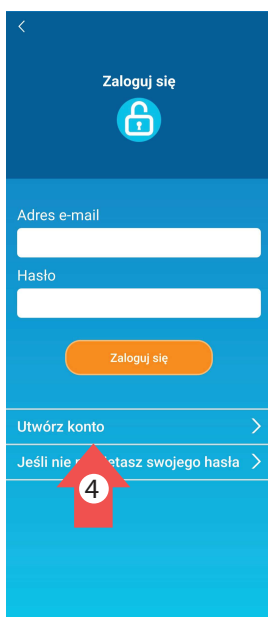 Zaloguj się
Adres e-mail
Hasło
Zaloguj się
Utwórz konto
Jeśli nie swojego hasła
4